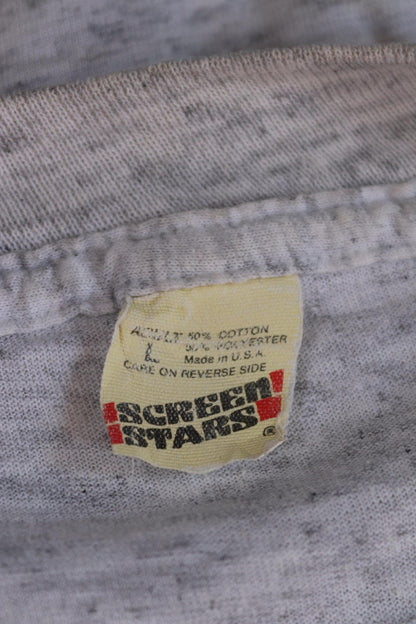 ADULT 50% COTTON
L 50% POLYESTER
Made in U.S.A.
CARE ON REVERSE SIDE
SCREEN
STARS ®